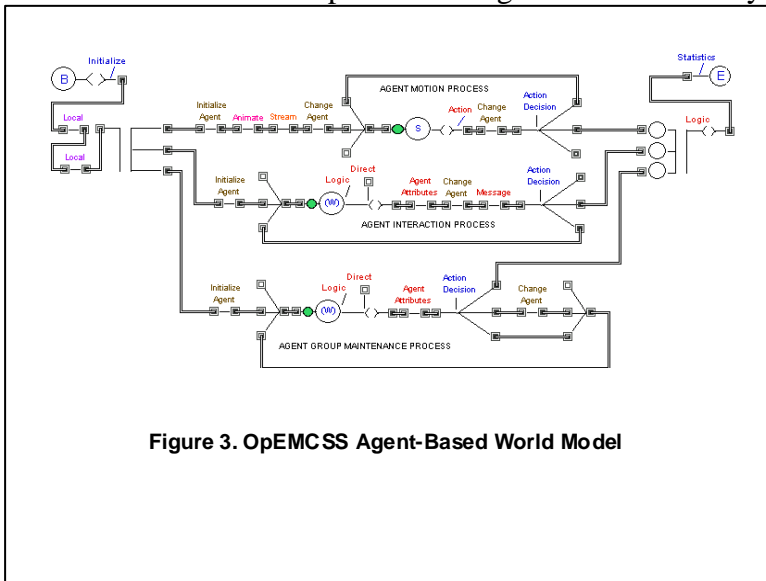 Initialize
B
Local
Local
Statistics
E
Logic
AGENT MOTION PROCESS
Initialize
Agent
Animate
Stream
Change
Agent
S
Action
Change
Agent
Action
Decision
Initialize
Agent
Logic
Direct
(W)
Agent
Attributes
Change
Agent
Message
Action
Decision
AGENT INTERACTION PROCESS
Initialize
Agent
Logic
Direct
(W)
Agent
Attributes
Action
Decision
Change
Agent
AGENT GROUP MAINTENANCE PROCESS
Figure 3. OpEMCSS Agent-Based World Model